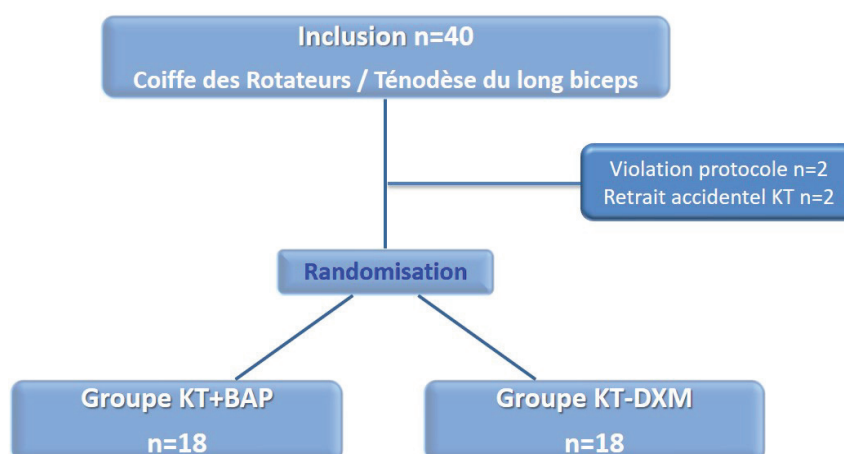 Inclusion n=40
Coiffe des Rotateurs / Ténodèse du long biceps
Violation protocole n=2
Retrait accidentel KT n=2
Randomisation
Groupe KT+BAP
n=18
Groupe KT-DXM
n=18